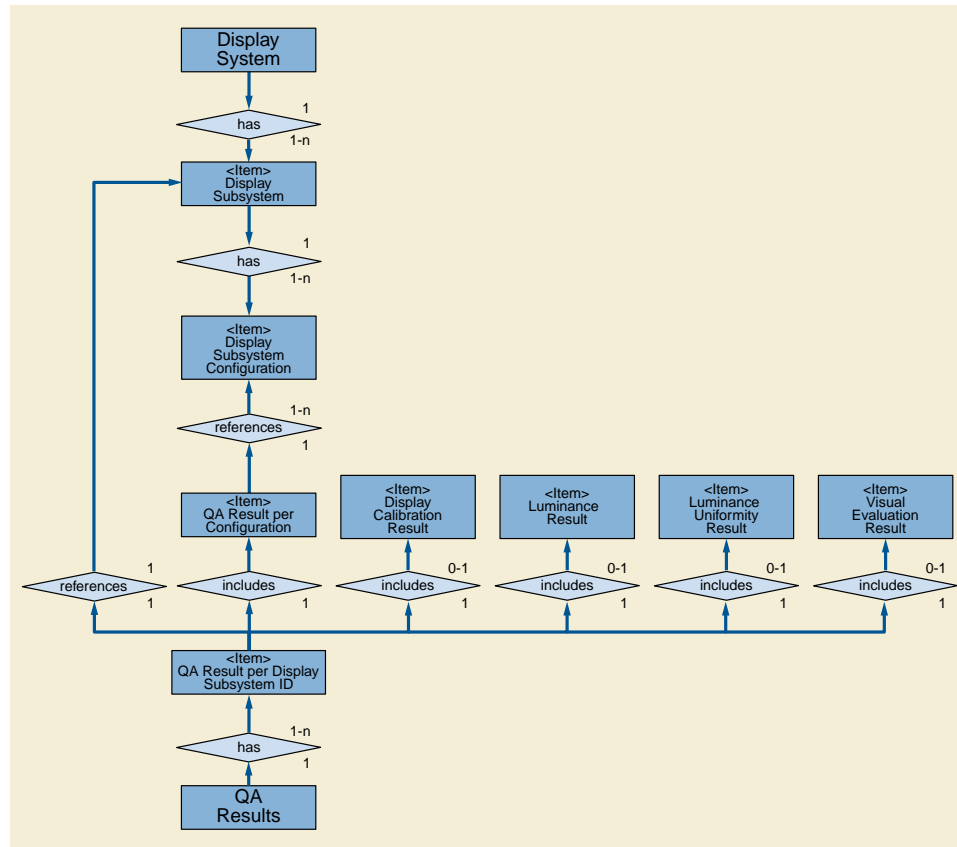 Display
System
1
has
1-n
<Item>
Display
Subsystem
1
has
1-n
<Item>
Display
Subsystem
Configuration
1-n
references
1
<Item>
QA Result per
Configuration
<Item>
Display
Calibration
Result
<Item>
Luminance
Result
<Item>
Luminance
Uniformity
Result
<Item>
Visual
Evaluation
Result
1
references
1
includes
1
0-1
includes
1
0-1
includes
1
0-1
includes
1
0-1
includes
1
<Item>
QA Result per Display
Subsystem ID
1-n
has
1
QA
Results